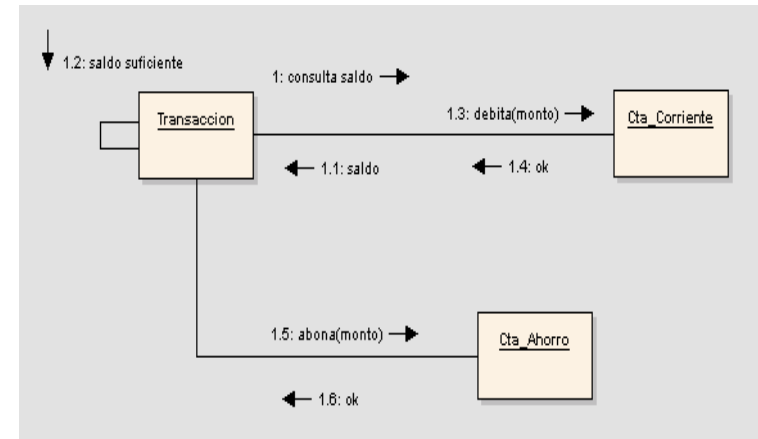 1.2: saldo suficiente
1: consulta saldo
Transaccion
1.3: debita(monto)
Cta_Corriente
1.1: saldo
1.4: ok
1.5: abona(monto)
Cta_Ahorro
1.6: ok